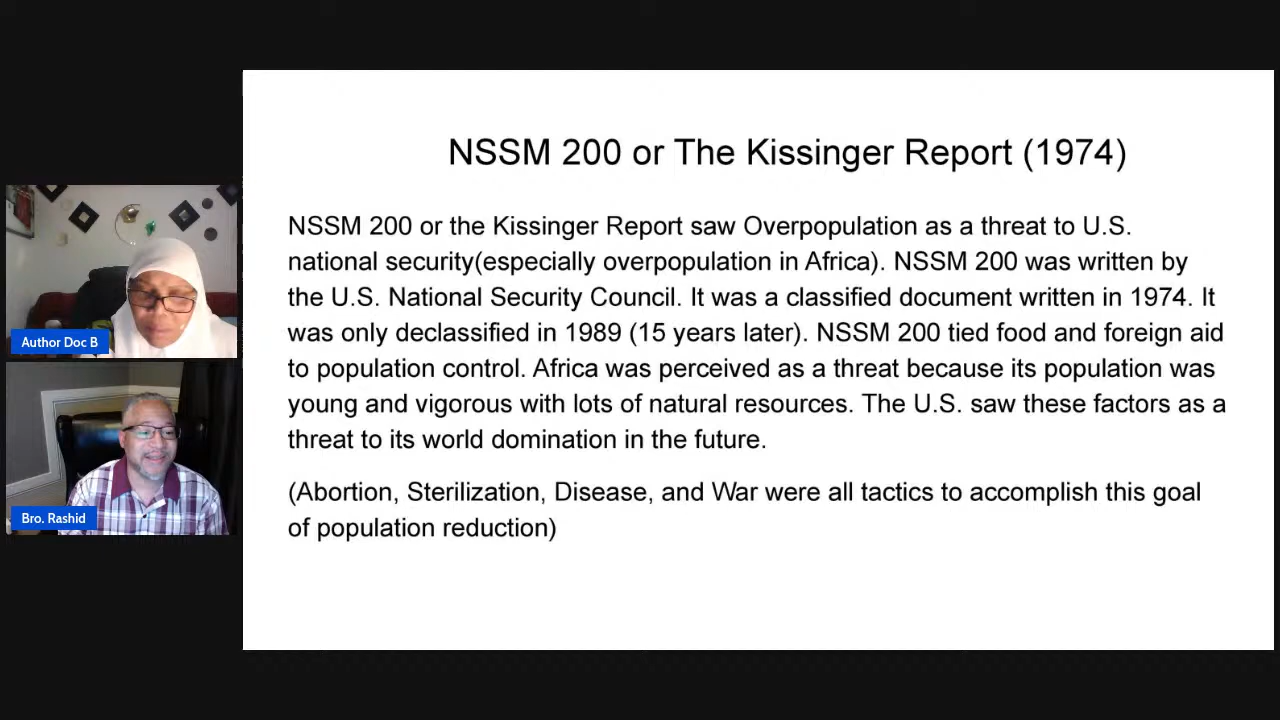 NSSM 200 or The Kissinger Report (1974)
NSSM 200 or the Kissinger Report saw Overpopulation as a threat to U.S.
national security(especially overpopulation in Africa). NSSM 200 was written by
the U.S. National Security Council. It was a classified document written in 1974. It
was only declassified in 1989 (15 years later). NSSM 200 tied food and foreign aid
to population control. Africa was perceived as a threat because its population was
young and vigorous with lots of natural resources. The U.S. saw these factors as a
threat to its world domination in the future.
(Abortion, Sterilization, Disease, and War were all tactics to accomplish this goal
of population reduction)
Author Doc B
Bro. Rashid